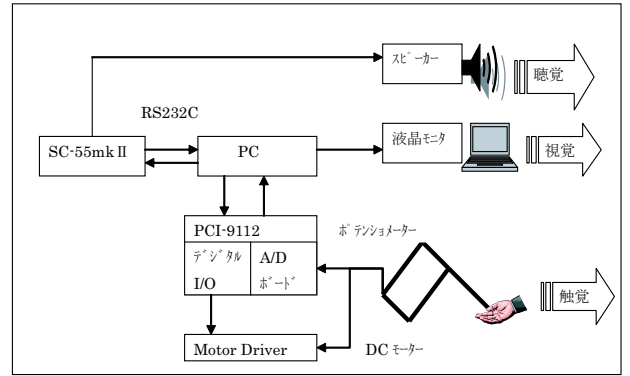 ｽﾋﾟｰｶｰ
聴覚
RS232C
SC-55mkⅡ
PC
液晶ﾓﾆﾀ
視覚
PCI-9112
ﾃﾞｼﾞﾀﾙ
I/O
A/D
ﾎﾞｰﾄﾞ
ﾎﾟﾃﾝｼｮﾒｰﾀｰ
触覚
Motor Driver
DC ﾓｰﾀｰ